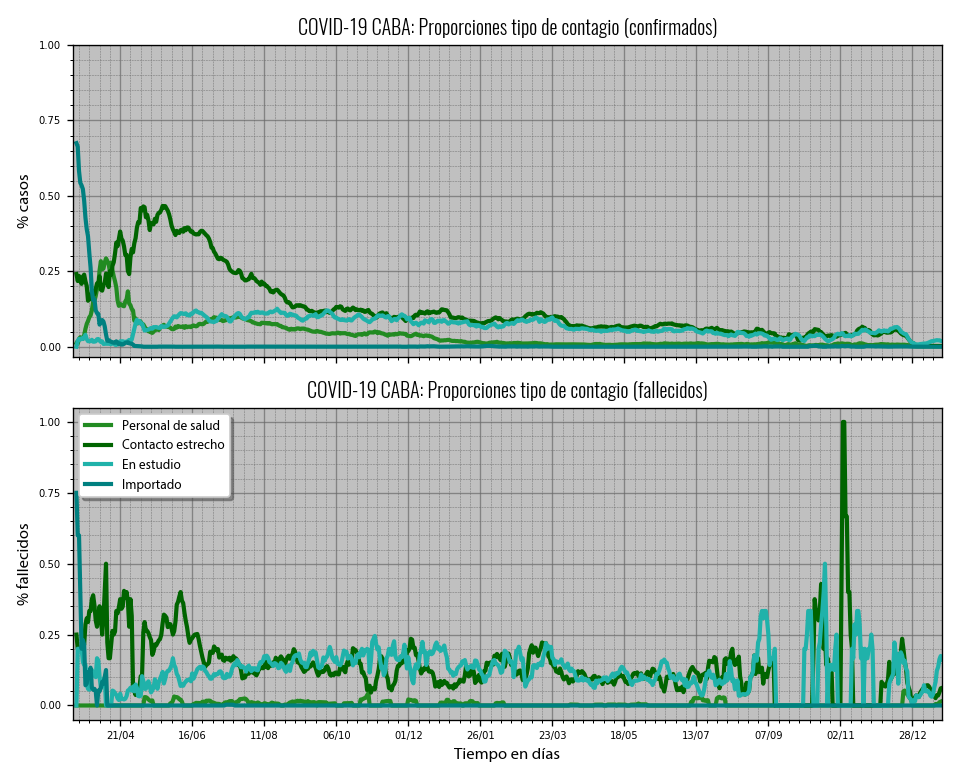 COVID-19 CABA: Proporciones tipo de contagio (confirmados)
1.00
0.75
0.50
0.25
0.00
% casos
COVID-19 CABA: Proporciones tipo de contagio (fallecidos)
1.00
0.75
0.50
0.25
0.00
% fallecidos
Personal de salud
Contacto estrecho
En estudio
Importado
21/04 16/06 11/08 06/10 01/12 26/01 23/03 18/05 13/07 07/09 02/11 28/12
Tiempo en días